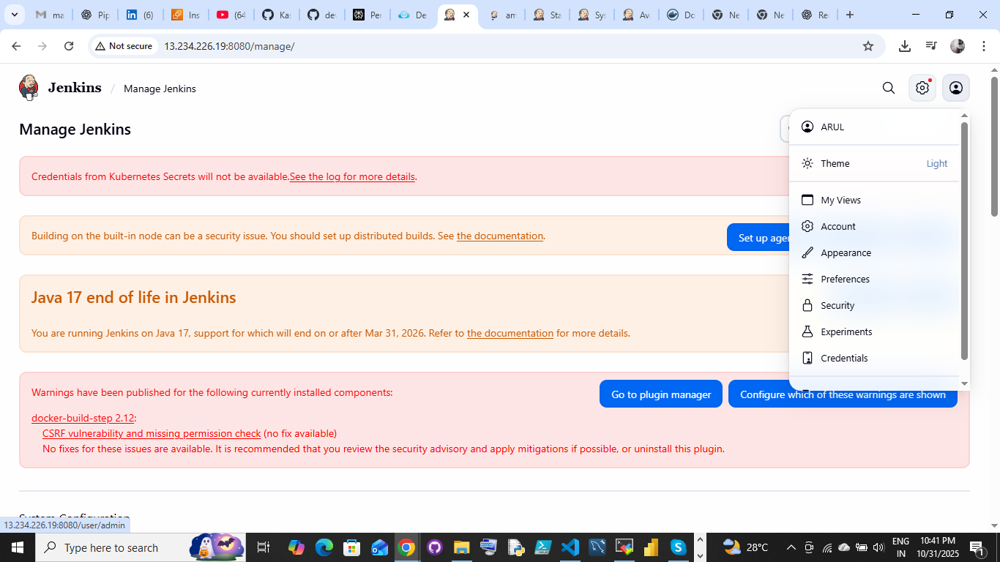 ma
Pip
(6)
Ins
(64
Kas
dev
Per
De
am
Sta
Sys
Ava
Do
Ne
Ne
Re
Not secure
13.234.226.19:8080/manage/
Jenkins / Manage Jenkins
Manage Jenkins
ARUL
Theme Light
My Views
Account
Appearance
Preferences
Security
Experiments
Credentials
Credentials from Kubernetes Secrets will not be available.See the log for more details.
Building on the built-in node can be a security issue. You should set up distributed builds. See the documentation.
Set up agen
Java 17 end of life in Jenkins
You are running Jenkins on Java 17, support for which will end on or after Mar 31, 2026. Refer to the documentation for more details.
Warnings have been published for the following currently installed components:
Go to plugin manager
Configure which of these warnings are shown
docker-build-step 2.12:
CSRF vulnerability and missing permission check (no fix available)
No fixes for these issues are available. It is recommended that you review the security advisory and apply mitigations if possible, or uninstall this plugin.
System Configuration
13.234.226.19:8080/user/admin
Type here to search
28°C
ENG
IN
10:41 PM
10/31/2025
1